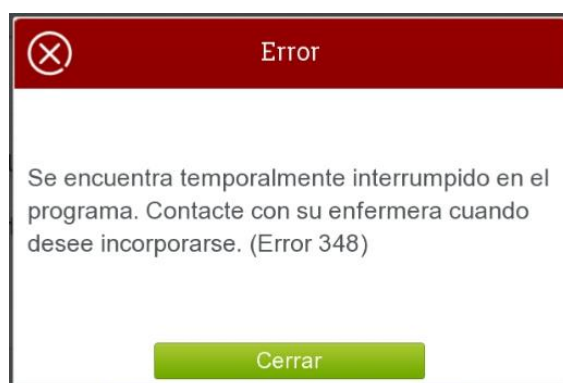 Error
Se encuentra temporalmente interrumpido en el
programa. Contacte con su enfermera cuando
desee incorporarse. (Error 348)
Cerrar